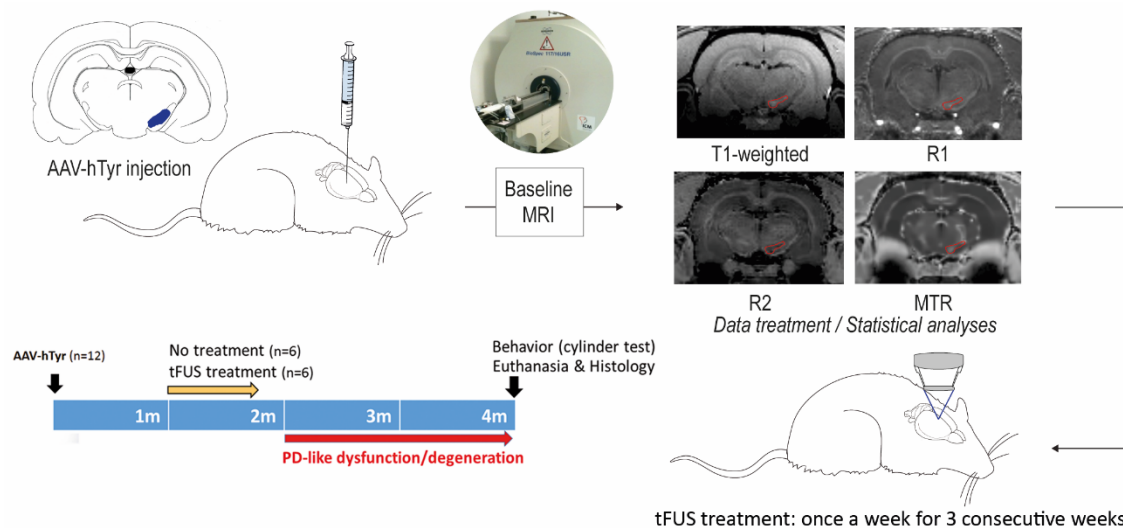 AAV-hTyr injection
Baseline
MRI
T1-weighted
R1
R2
MTR
Data treatment / Statistical analyses
AAV-hTyr (n=12)
No treatment (n=6)
tFUS treatment (n=6)
Behavior (cylinder test)
Euthanasia & Histology
1m
2m
3m
4m
PD-like dysfunction/degeneration
tFUS treatment: once a week for 3 consecutive weeks